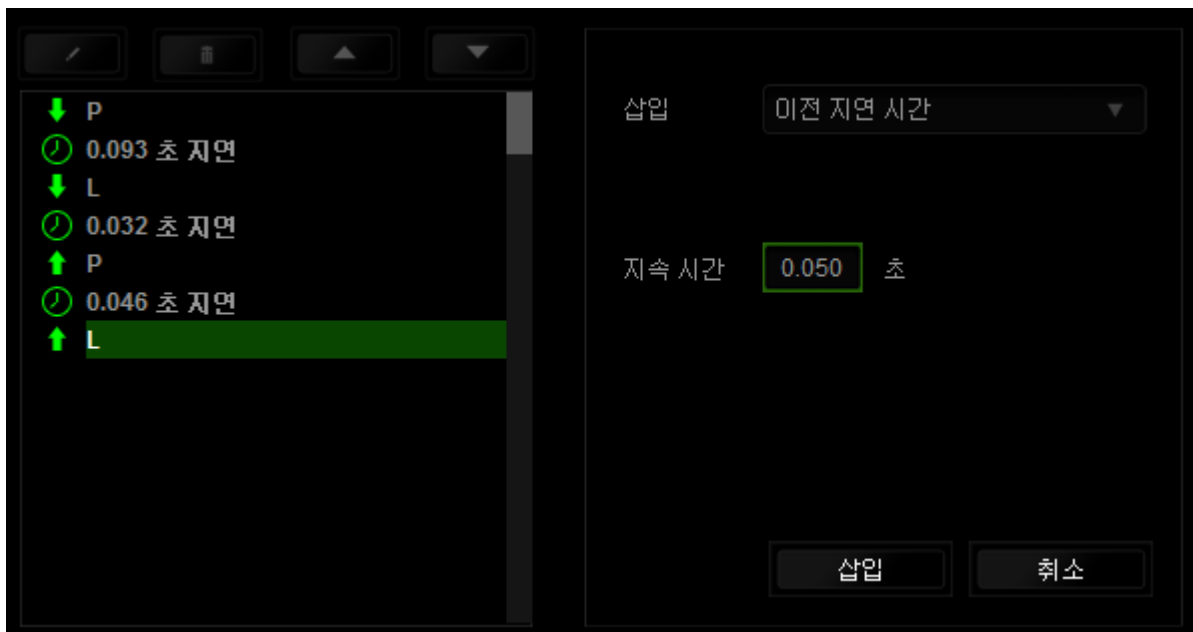 P
0.093 초 지연
L
0.032 초 지연
P
0.046 초 지연
L
삽입 이전 지연 시간
지속 시간 0.050 초
삽입 취소